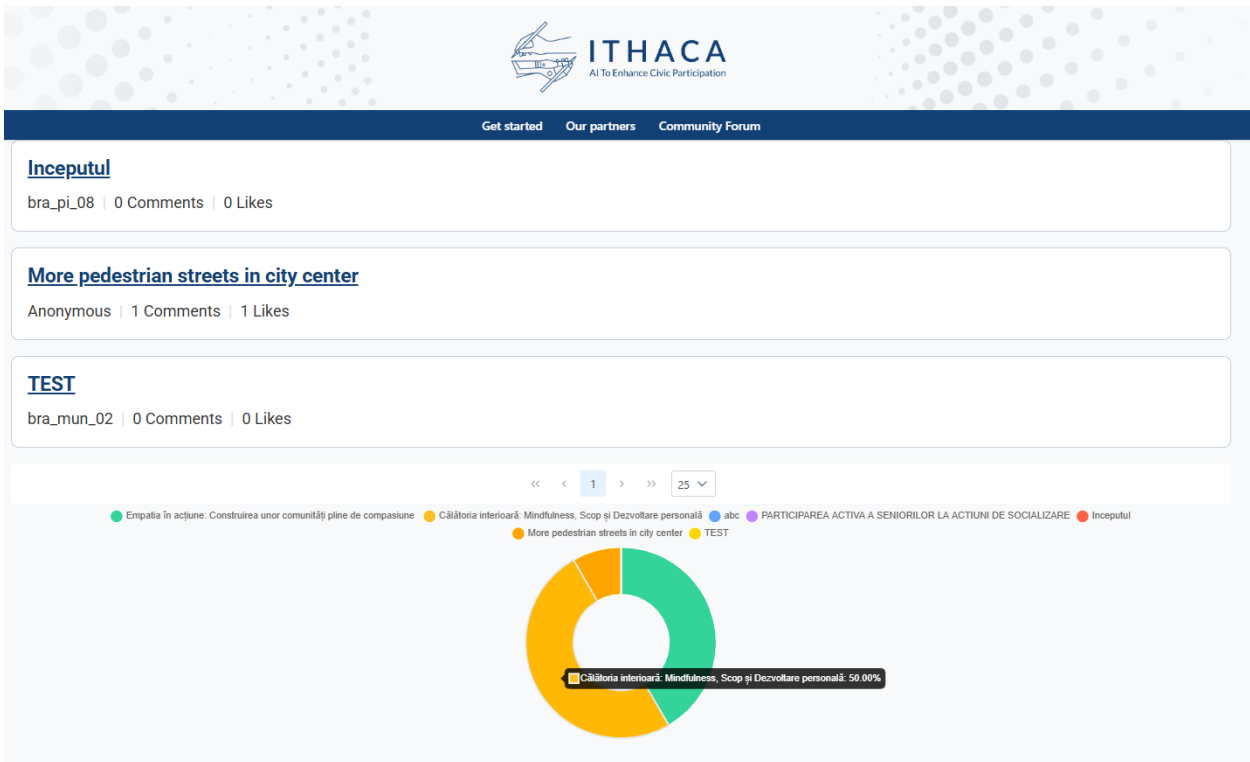 ITHACA
AI To Enhance Civic Participation
Get started Our partners Community Forum
Inceputul
bra_pi_08 | 0 Comments | 0 Likes
More pedestrian streets in city center
Anonymous | 1 Comments | 1 Likes
TEST
bra_mun_02 | 0 Comments | 0 Likes
« ‹ 1 › » 25
Empatia în acțiune: Construirea unor comunități pline de compasiune Călătoria interioară: Mindfulness, Scop și Dezvoltare personală abc PARTICIPAREA ACTIVA A SENIORILOR LA ACTIUNI DE SOCIALIZARE Inceputul
More pedestrian streets in city center TEST
Călătoria interioară: Mindfulness, Scop și Dezvoltare personală: 50.00%